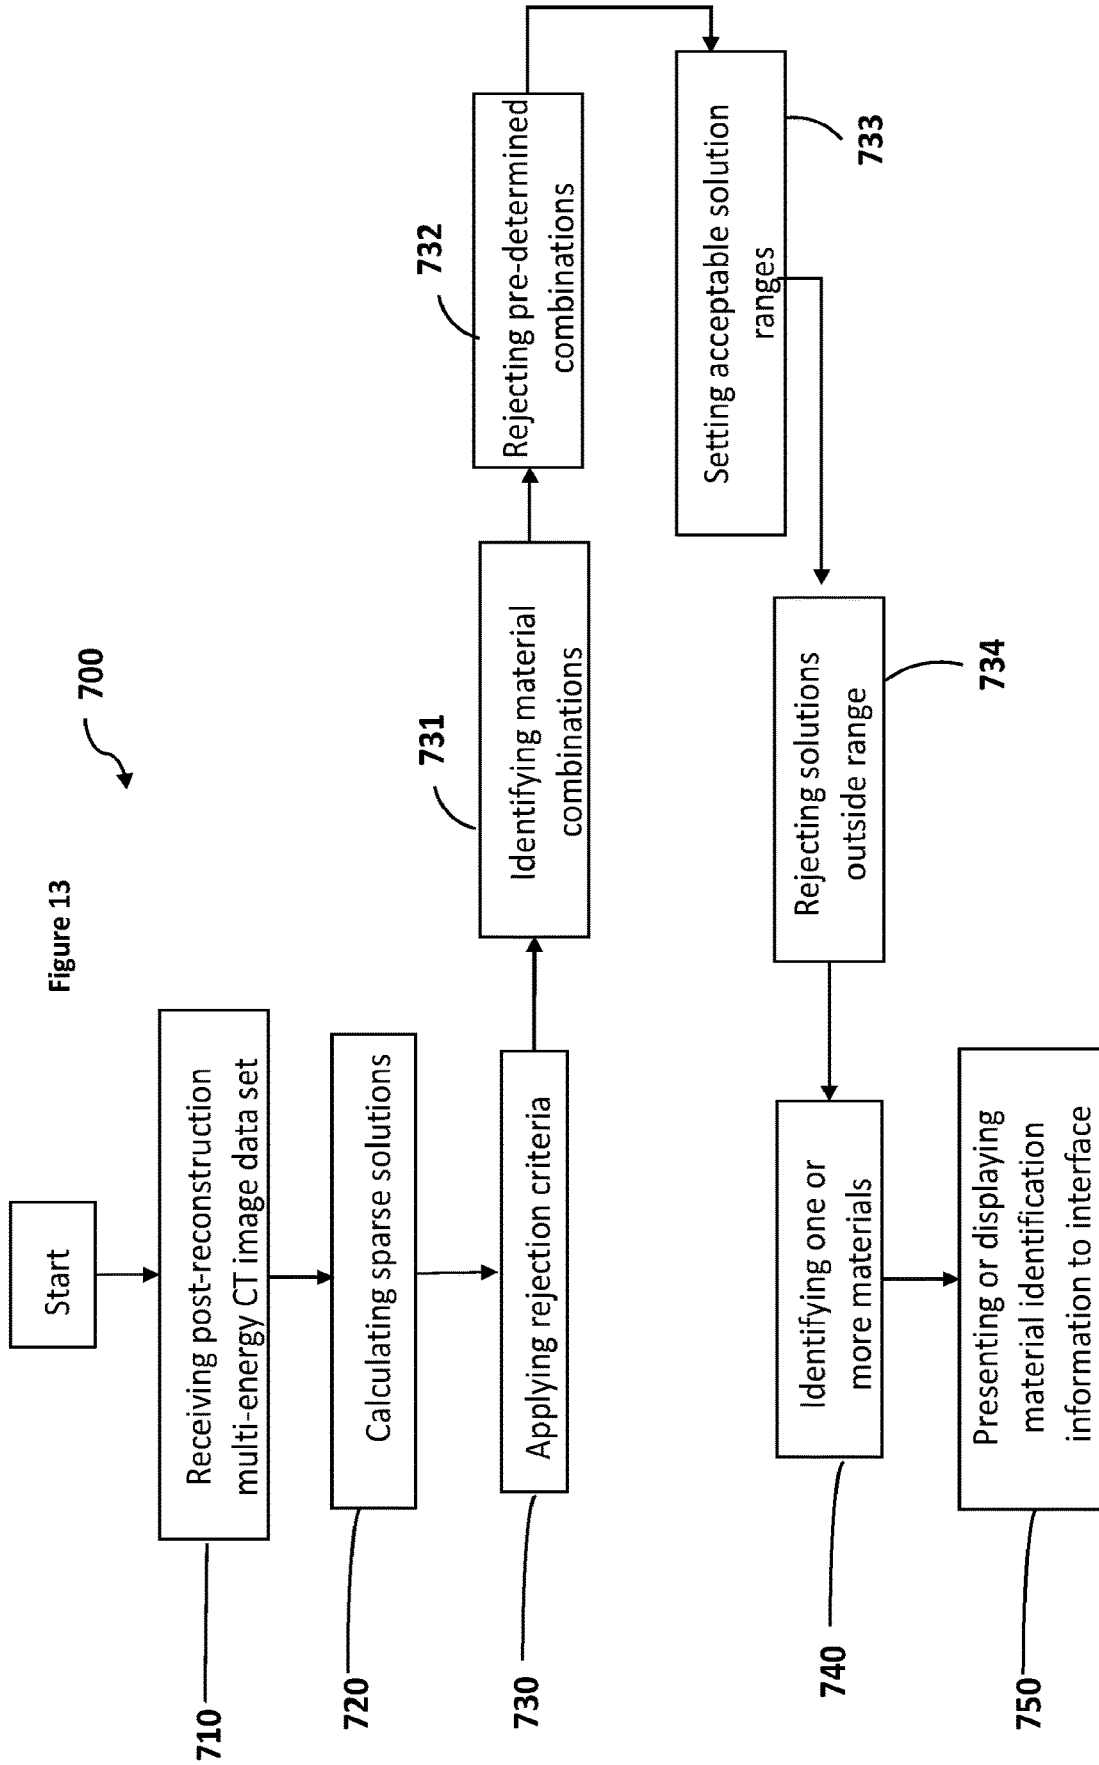 Figure 13
700
Start
Receiving post-reconstruction
multi-energy CT image data set
710
Calculating sparse solutions
720
Applying rejection criteria
730
Identifying material
combinations
731
Rejecting pre-determined
combinations
732
Setting acceptable solution
ranges
733
Rejecting solutions
outside range
734
Identifying one or
more materials
740
Presenting or displaying
material identification
information to interface
750